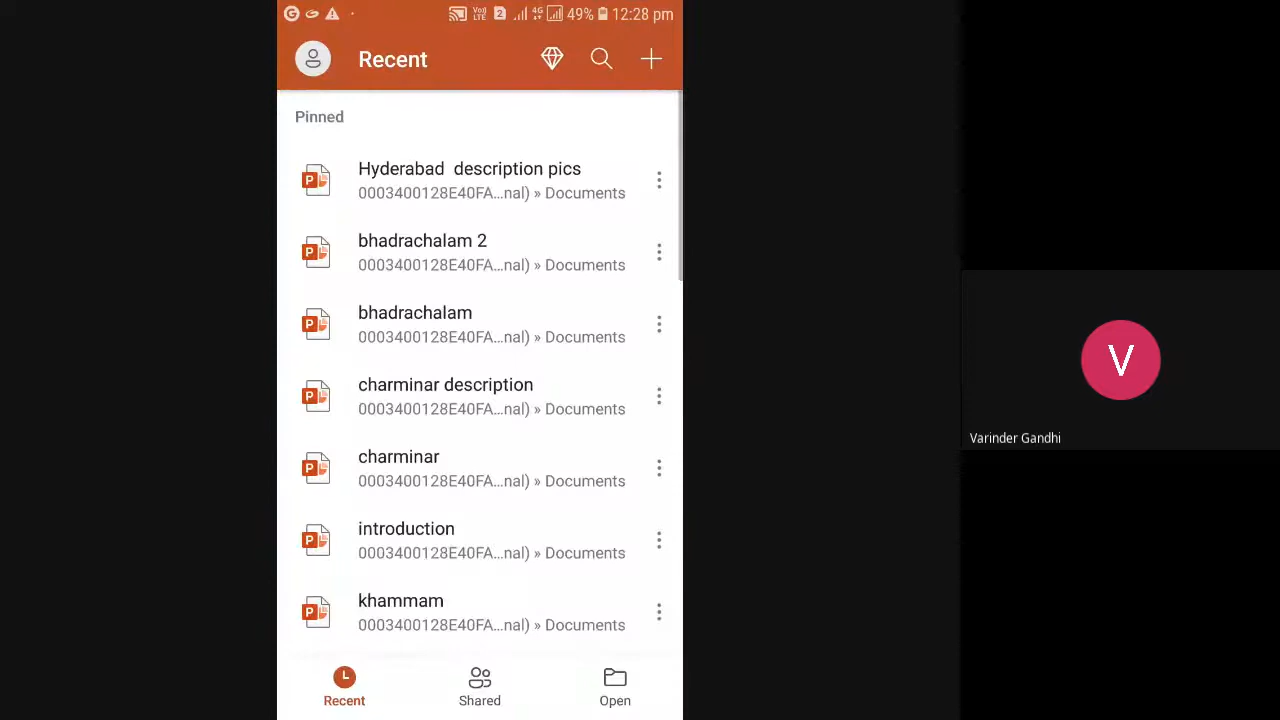 49% 12:28 pm
Recent
Pinned
Hyderabad  description pics
0003400128E40FA...nal) » Documents
bhadrachalam 2
0003400128E40FA...nal) » Documents
bhadrachalam
0003400128E40FA...nal) » Documents
charminar description
0003400128E40FA...nal) » Documents
charminar
0003400128E40FA...nal) » Documents
introduction
0003400128E40FA...nal) » Documents
khammam
0003400128E40FA...nal) » Documents
Recent Shared Open
V
Varinder Gandhi